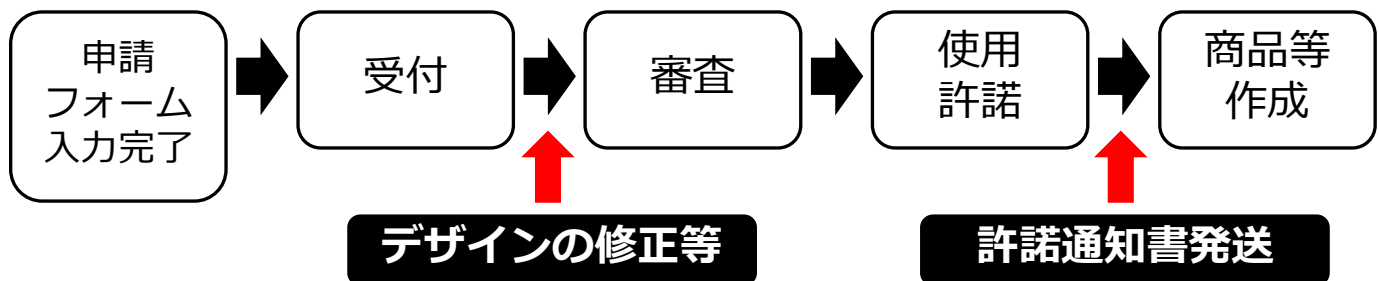 申請
フォーム
入力完了
受付
審査
使用
許諾
商品等
作成
デザインの修正等
許諾通知書発送